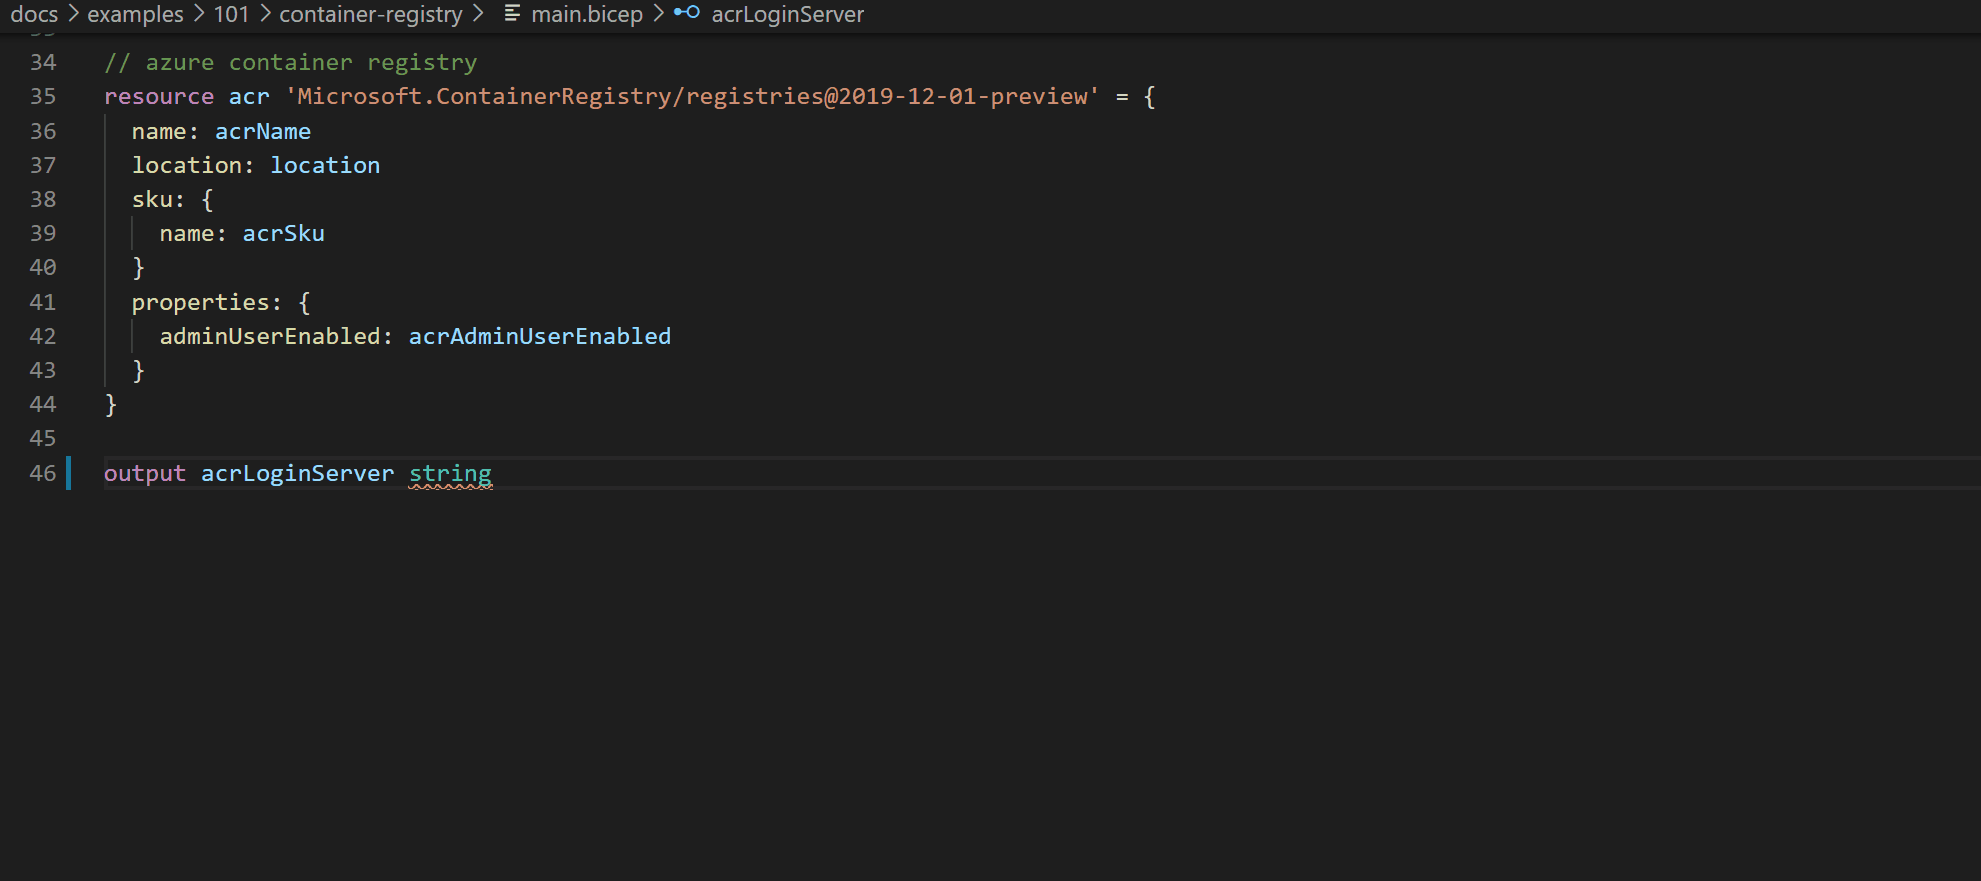 docs > examples > 101 > container-registry > main.bicep > acrLoginServer
34 // azure container registry
35 resource acr 'Microsoft.ContainerRegistry/registries@2019-12-01-preview' = {
36   name: acrName
37   location: location
38   sku: {
39     name: acrSku
40   }
41   properties: {
42     adminUserEnabled: acrAdminUserEnabled
43   }
44 }
45
46 output acrLoginServer string